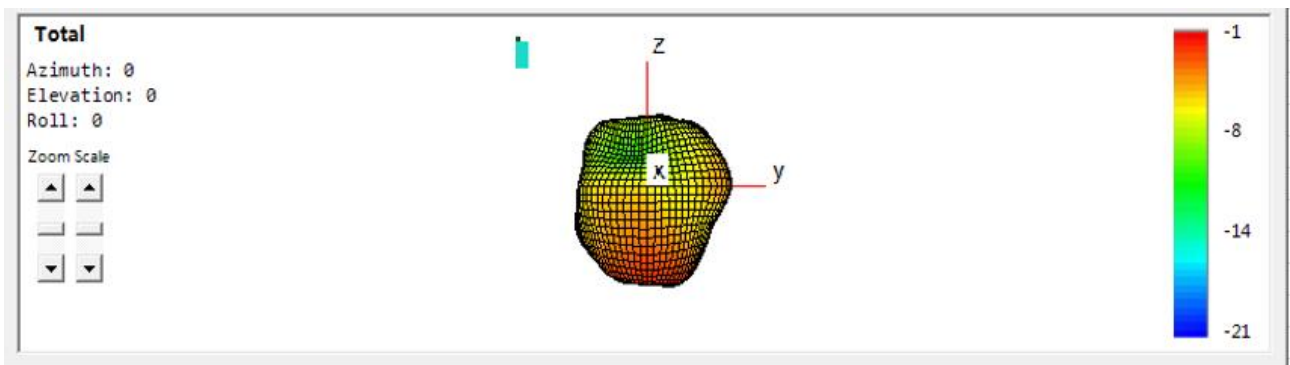 Total
Azimuth: 0
Elevation: 0
Roll: 0
Zoom Scale
z
x
y
-1
-8
-14
-21